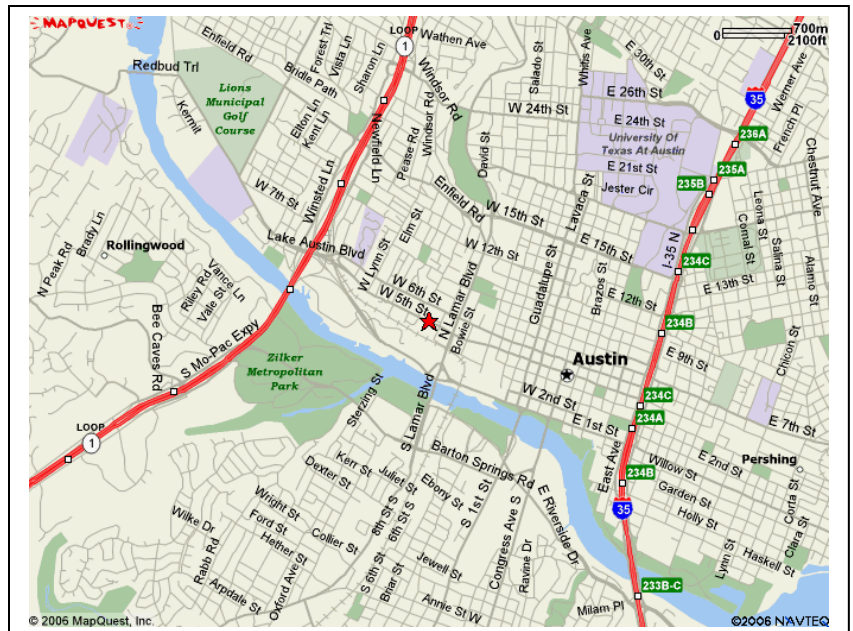 MAPQUEST
LOOP
1
700m
0
2100ft
Enfield Rd
Forest Trl
Vista Ln
Sharon Ln
Wathen Ave
Windsor Rd
Salado St
Whitis Ave
E 30th St
Werner Ave
French Pl
Redbud Trl
Bridle Path
Kermit
Lions
Municipal
Golf
Course
Elton Ln
Kent Ln
Newfield Ln
Pease Rd
Windsor Rd
W 24th St
E 26th St
35
236A
E 24th St
University Of
Texas At Austin
David St
E 21st St
Jester Cir
235A
235B
Chestnut Ave
W 7th St
Winsted Ln
Enfield Rd
W 15th St
Lavaca St
E 15th St
Leona St
Comal St
Salina St
Alamo St
Lake Austin Blvd
Elm St
W Lynn St
W 12th St
Guadalupe St
I-35 N
234C
N Peak Rd
Brady Ln
Rollingwood
Riley Rd
Vance Ln
Vale St
W 6th St
W 5th St
N Lamar Blvd
Bowie St
Brazos St
E 12th St
E 13th St
234B
Bee Caves Rd
S Mo-Pac Expy
Zilker
Metropolitan
Park
Austin
E 9th St
Chicon St
Sterzing St
S Lamar Blvd
W 2nd St
E 1st St
234C
234A
E 7th St
LOOP
1
Barton Springs Rd
East Ave
E 2nd St
Pershing
Willow St
234B
Garden St
Holly St
35
Kerr St
Juliet St
Ebony St
Dexter St
Wright St
Ford St
Hether St
Collier St
8th St S
6th St S
S 1st St
Congress Ave S
E Riverside Dr
Corta St
Clara St
Wilke Dr
Rabb Rd
Arpdale St
Oxford Ave
S 6th St
Briar St
Jewell St
Annie St W
Ravine Dr
Milam Pl
Lynn St
Haskell St
233B-C
© 2006 MapQuest, Inc.
©2006 NAVTEQ